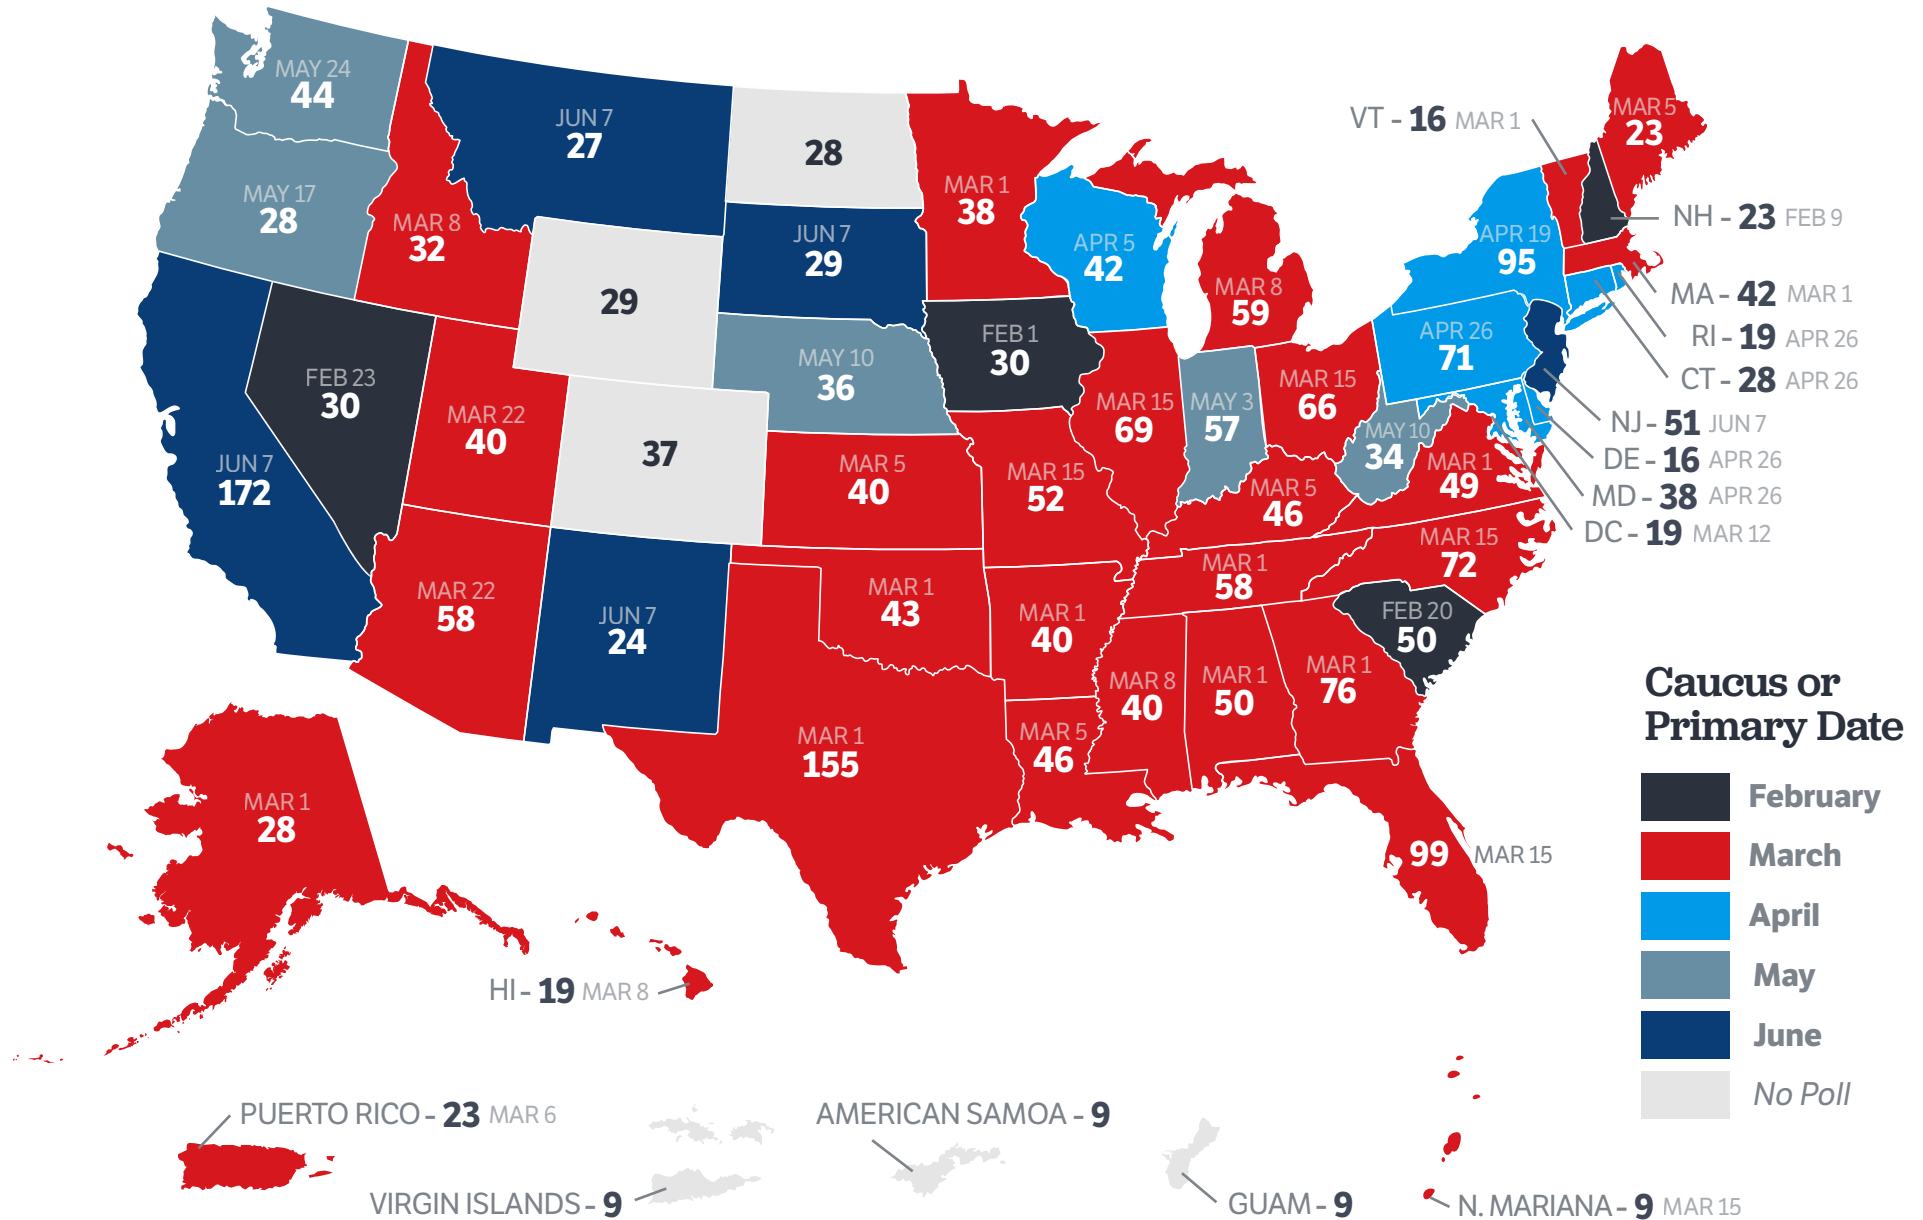 MAY 24
44
MAY 17
28
JUN 7
172
FEB 23
30
MAR 8
32
JUN 7
27
29
MAR 22
40
37
MAR 22
58
JUN 7
24
28
JUN 7
29
MAY 10
36
MAR 5
40
MAR 1
43
MAR 1
155
MAR 1
38
FEB 1
30
MAR 15
52
MAR 1
40
MAR 5
46
APR 5
42
MAR 15
69
MAR 8
59
MAY 3
57
MAR 15
66
MAR 5
46
MAR 1
58
MAR 8
40
MAR 1
50
MAR 1
76
99 MAR 15
FEB 20
50
MAR 15
72
MAR 1
49
MAY 10
34
APR 26
71
APR 19
95
MAR 5
23
VT - 16 MAR 1
NH - 23 FEB 9
MA - 42 MAR 1
RI - 19 APR 26
CT - 28 APR 26
NJ - 51 JUN 7
DE - 16 APR 26
MD - 38 APR 26
DC - 19 MAR 12
MAR 1
28
HI - 19 MAR 8
PUERTO RICO - 23 MAR 6
VIRGIN ISLANDS - 9
AMERICAN SAMOA - 9
GUAM - 9
N. MARIANA - 9 MAR 15
Caucus or
Primary Date
February
March
April
May
June
No Poll